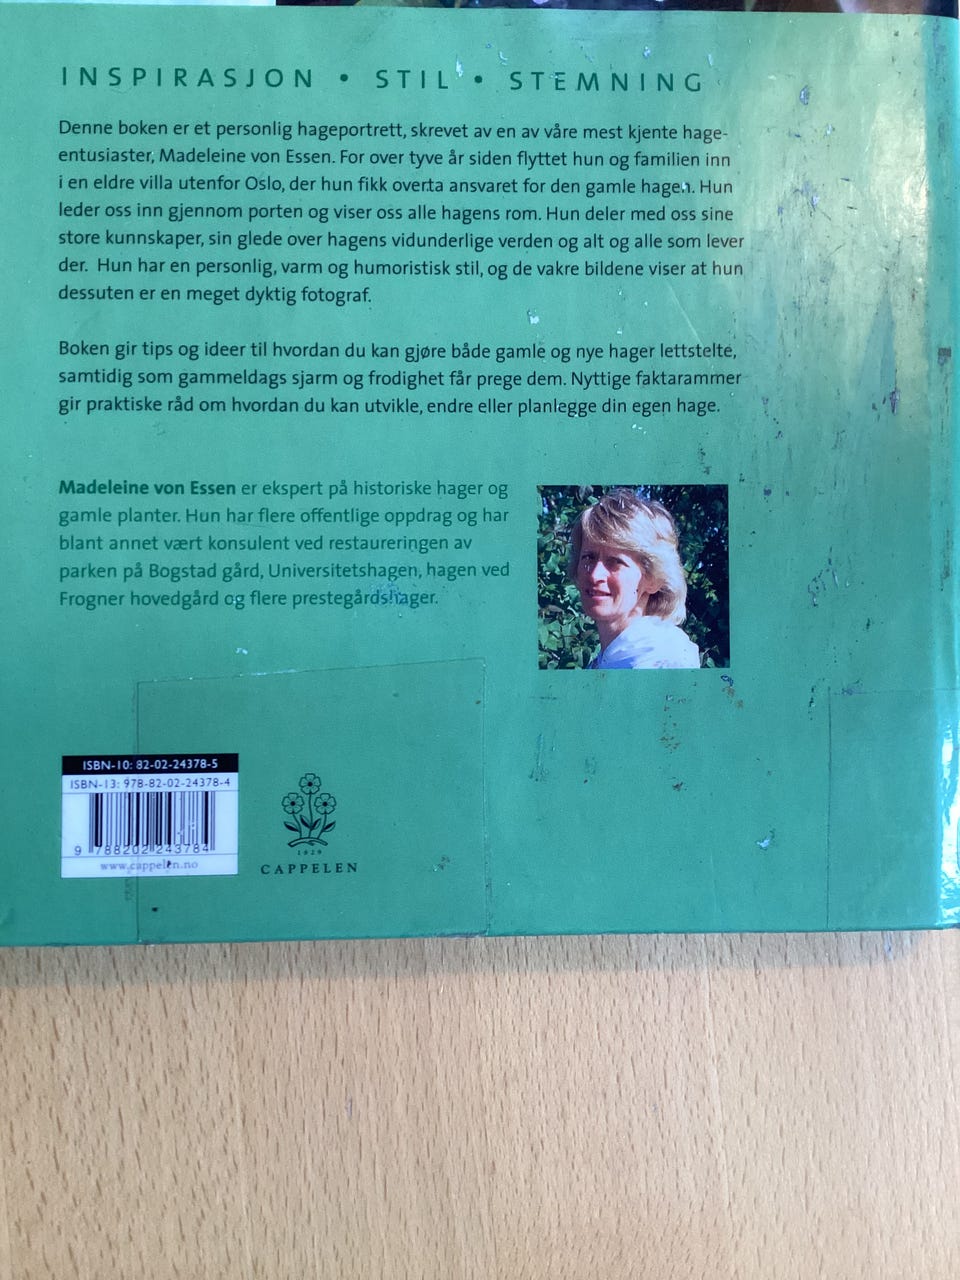 INSPIRASJON • STIL • STEMNING
Denne boken er et personlig hageportrett, skrevet av en av våre mest kjente hage-
entusiaster, Madeleine von Essen. For over tyve år siden flyttet hun og familien inn
i en eldre villa utenfor Oslo, der hun fikk overta ansvaret for den gamle hagen. Hun
leder oss inn gjennom porten og viser oss alle hagens rom. Hun deler med oss sine
store kunnskaper, sin glede over hagens vidunderlige verden og alt og alle som lever
der. Hun har en personlig, varm og humoristisk stil, og de vakre bildene viser at hun
dessuten er en meget dyktig fotograf.
Boken gir tips og ideer til hvordan du kan gjøre både gamle og nye hager lettstelte,
samtidig som gammeldags sjarm og frodighet får prege dem. Nyttige faktarammer
gir praktiske råd om hvordan du kan utvikle, endre eller planlegge din egen hage.
Madeleine von Essen er ekspert på historiske hager og
gamle planter. Hun har flere offentlige oppdrag og har
blant annet vært konsulent ved restaureringen av
parken på Bogstad gård, Universitetshagen, hagen ved
Frogner hovedgård og flere prestegårdshager.
ISBN-10: 82-02-24378-5
ISBN-13: 978-82-02-24378-4
9 788202 243784
www.cappelen.no
1829
CAPPELEN